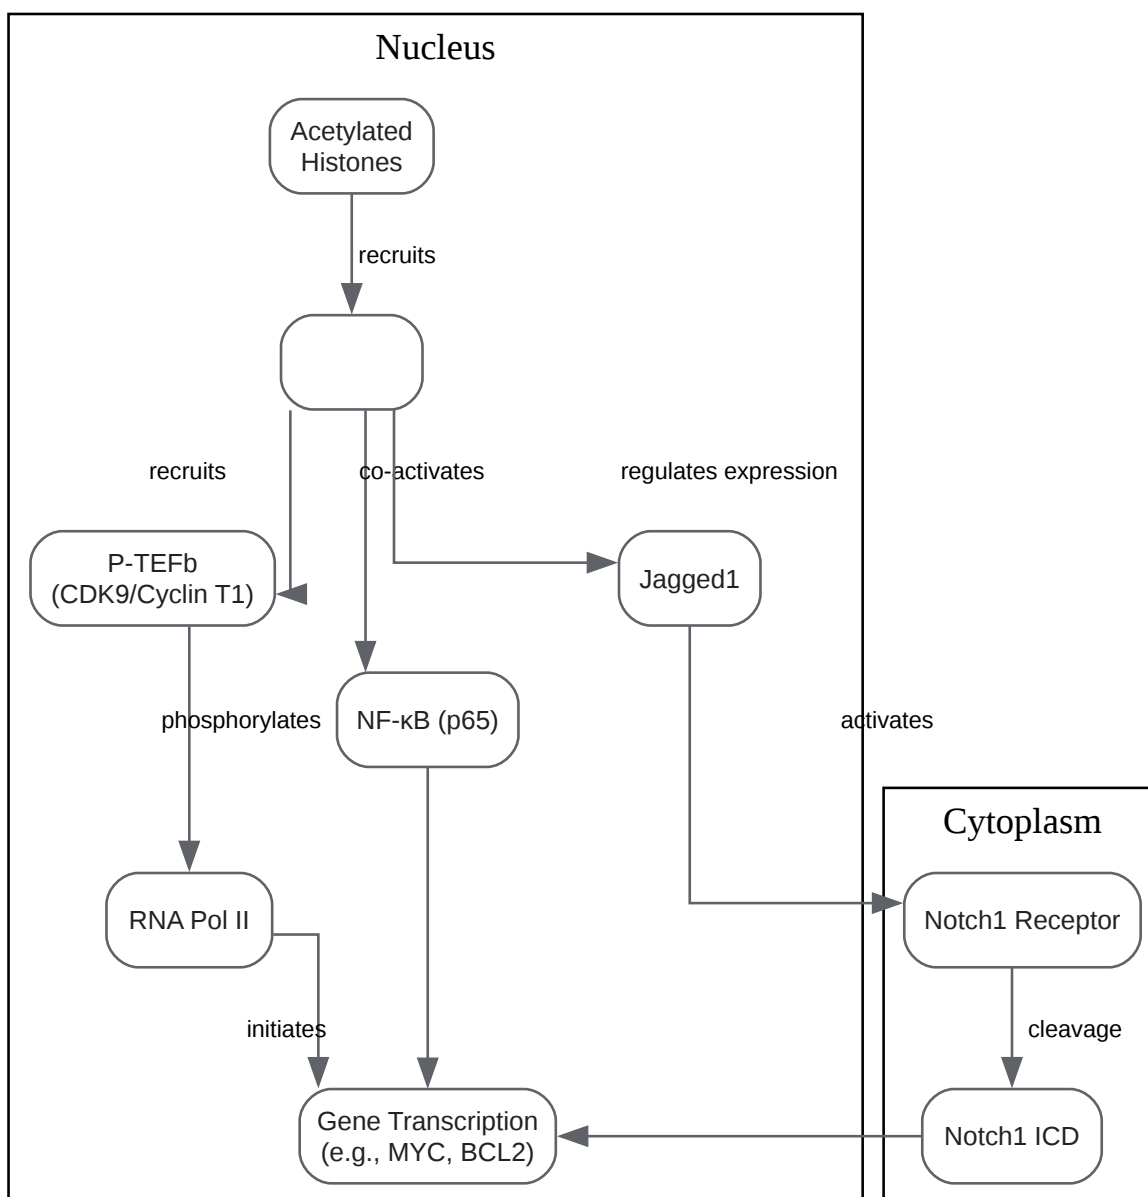 Nucleus
Acetylated
Histones
recruits
recruits
co-activates
regulates expression
P-TEFb
(CDK9/Cyclin T1)
Jagged1
phosphorylates
NF-κB (p65)
activates
Cytoplasm
RNA Pol II
Notch1 Receptor
initiates
cleavage
Gene Transcription
(e.g., MYC, BCL2)
Notch1 ICD